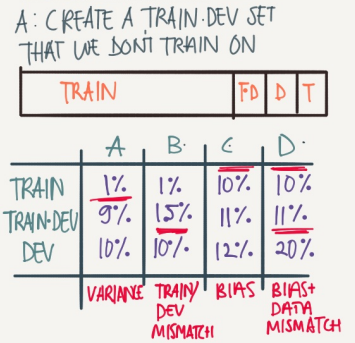 A: CREATE A TRAIN·DEV SET
THAT WE DON'T TRAIN ON
TRAIN T·D D T
A B· C· D·
TRAIN 1% 1% 10% 10%
TRAIN·DEV 9% 15% 11% 11%
DEV 10% 10% 12% 20%
VARIANCE TRAIN/ BIAS BIAS+
DEV DATA
MISMATCH MISMATCH